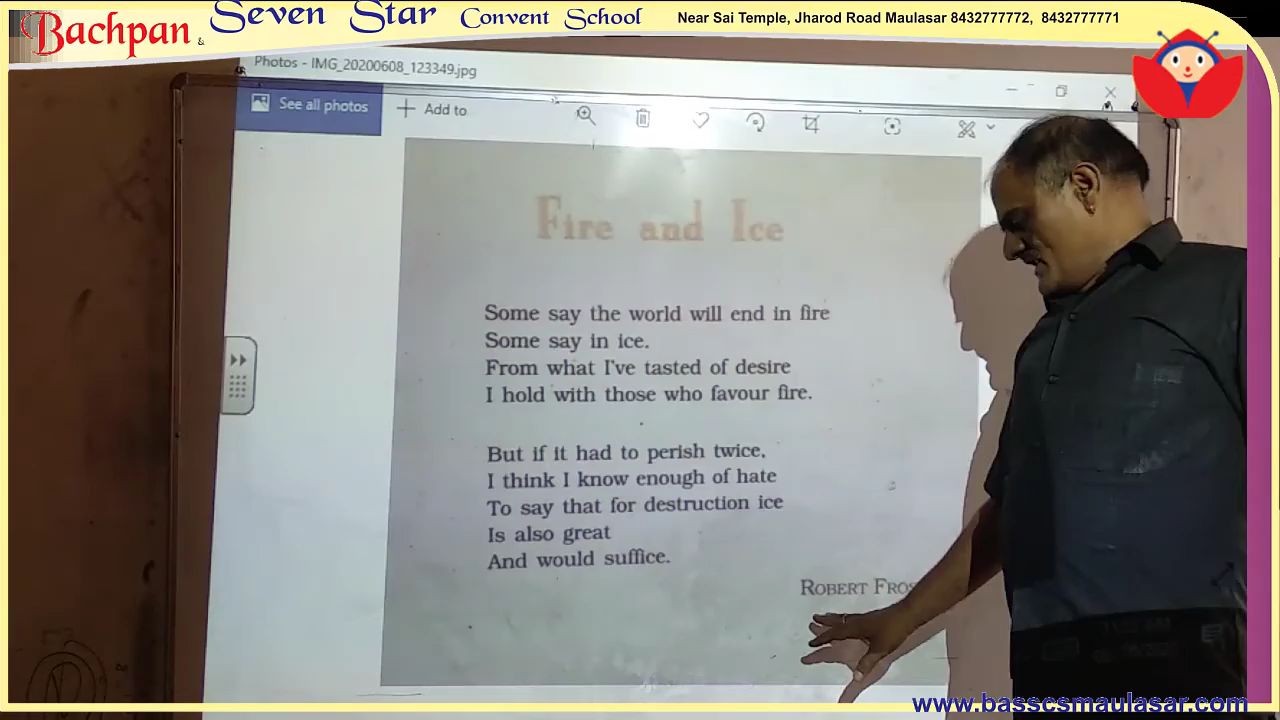 Bachpan & Seven Star Convent School Near Sai Temple, Jharod Road Maulasar 8432777772, 8432777771
Photos - IMG_20200608_123349.jpg
See all photos + Add to
Fire and Ice
Some say the world will end in fire
Some say in ice.
From what I've tasted of desire
I hold with those who favour fire.
But if it had to perish twice,
I think I know enough of hate
To say that for destruction ice
Is also great
And would suffice.
ROBERT FROS
www.basscsmaulasar.com